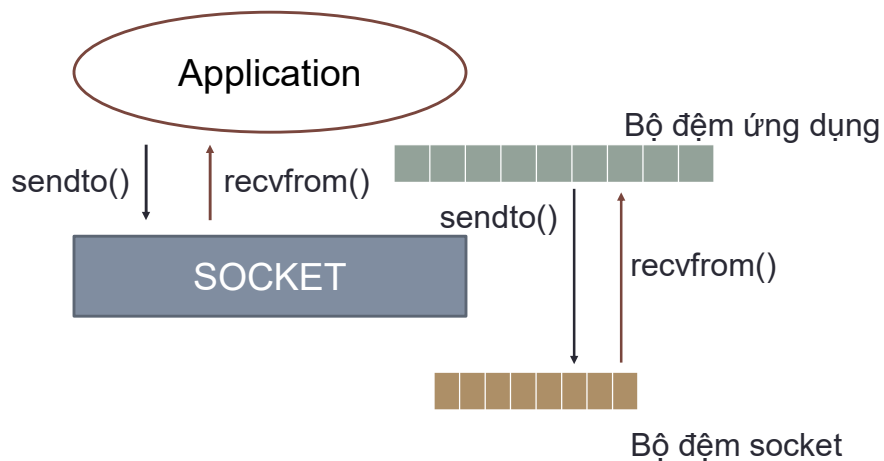 Application
Bộ đệm ứng dụng
sendto()
recvfrom()
sendto()
SOCKET
recvfrom()
Bộ đệm socket